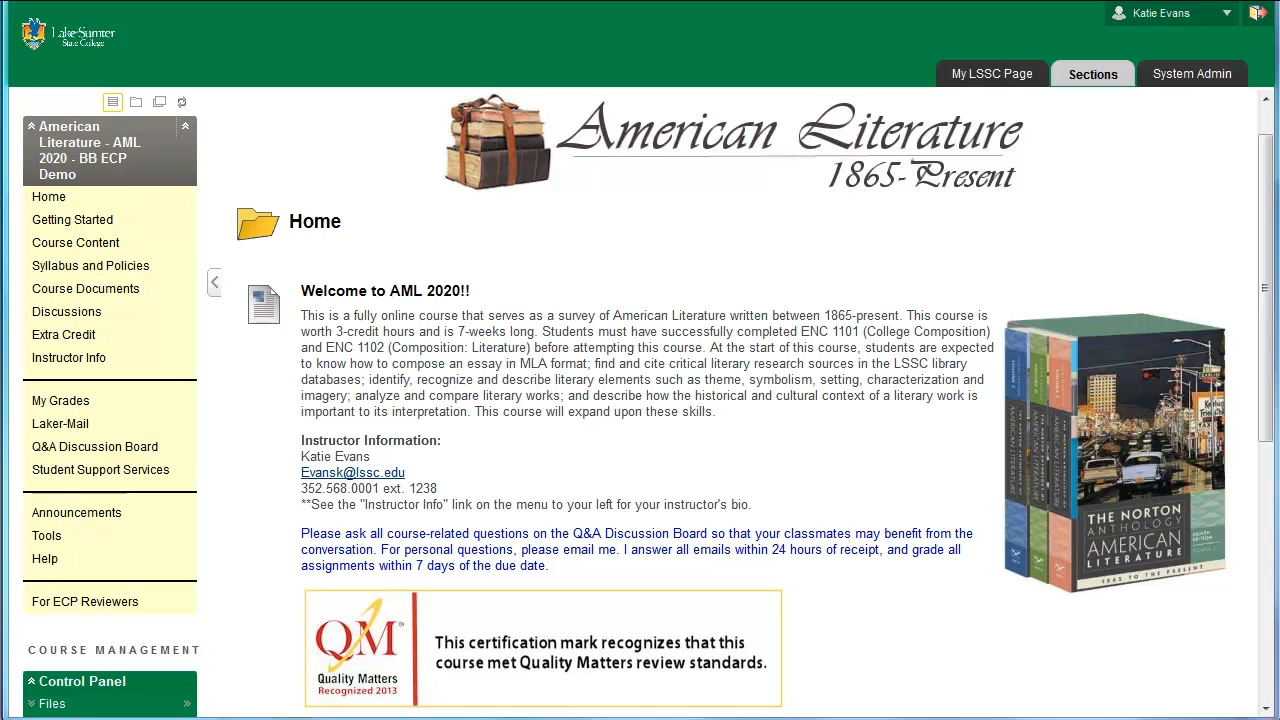 Lake-Sumter
State College
Katie Evans
My LSSC Page
Sections
System Admin
American
Literature - AML
2020 - BB ECP
Demo
Home
Getting Started
Course Content
Syllabus and Policies
Course Documents
Discussions
Extra Credit
Instructor Info
My Grades
Laker-Mail
Q&A Discussion Board
Student Support Services
Announcements
Tools
Help
For ECP Reviewers
COURSE MANAGEMENT
Control Panel
Files
American Literature
1865-Present
Home
Welcome to AML 2020!!
This is a fully online course that serves as a survey of American Literature written between 1865-present. This course is
worth 3-credit hours and is 7-weeks long. Students must have successfully completed ENC 1101 (College Composition)
and ENC 1102 (Composition: Literature) before attempting this course. At the start of this course, students are expected
to know how to compose an essay in MLA format; find and cite critical literary research sources in the LSSC library
databases; identify, recognize and describe literary elements such as theme, symbolism, setting, characterization and
imagery; analyze and compare literary works; and describe how the historical and cultural context of a literary work is
important to its interpretation. This course will expand upon these skills.
Instructor Information:
Katie Evans
Evansk@lssc.edu
352.568.0001 ext. 1238
**See the "Instructor Info" link on the menu to your left for your instructor's bio.
Please ask all course-related questions on the Q&A Discussion Board so that your classmates may benefit from the
conversation. For personal questions, please email me. I answer all emails within 24 hours of receipt, and grade all
assignments within 7 days of the due date.
QM®
Quality Matters
Recognized 2013
This certification mark recognizes that this
course met Quality Matters review standards.
THE NORTON
ANTHOLOGY
AMERICAN
LITERATURE
1865 TO THE PRESENT